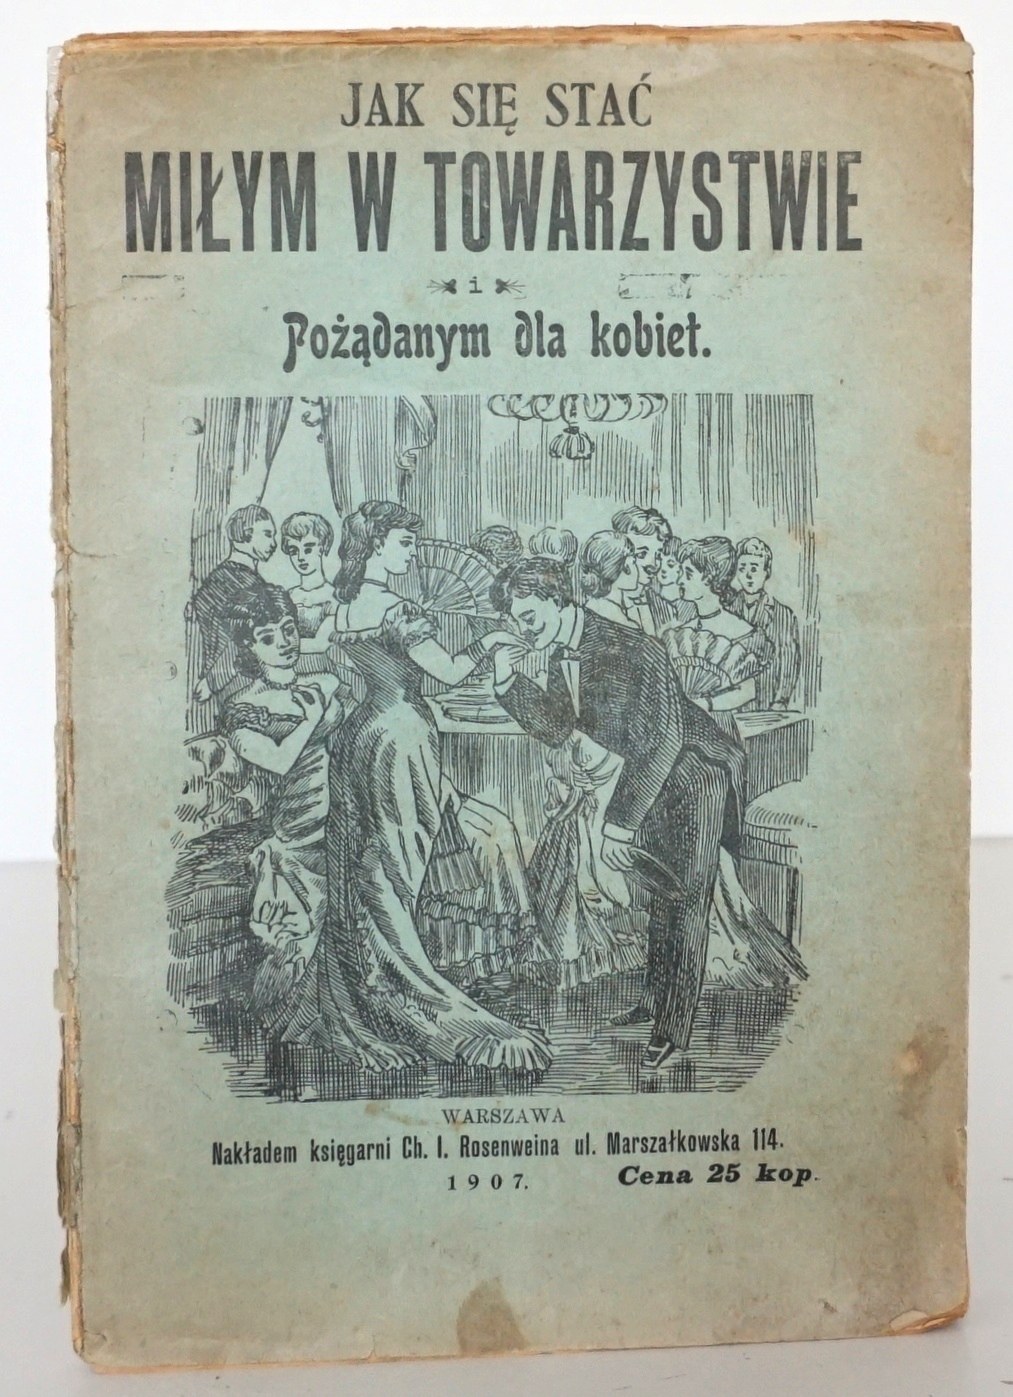 JAK SIĘ STAĆ
MIŁYM W TOWARZYSTWIE
i
Pożądanym dla kobiet.
WARSZAWA
Nakładem księgarni Ch. I. Rosenweina ul. Marszałkowska 114.
1907. Cena 25 kop.